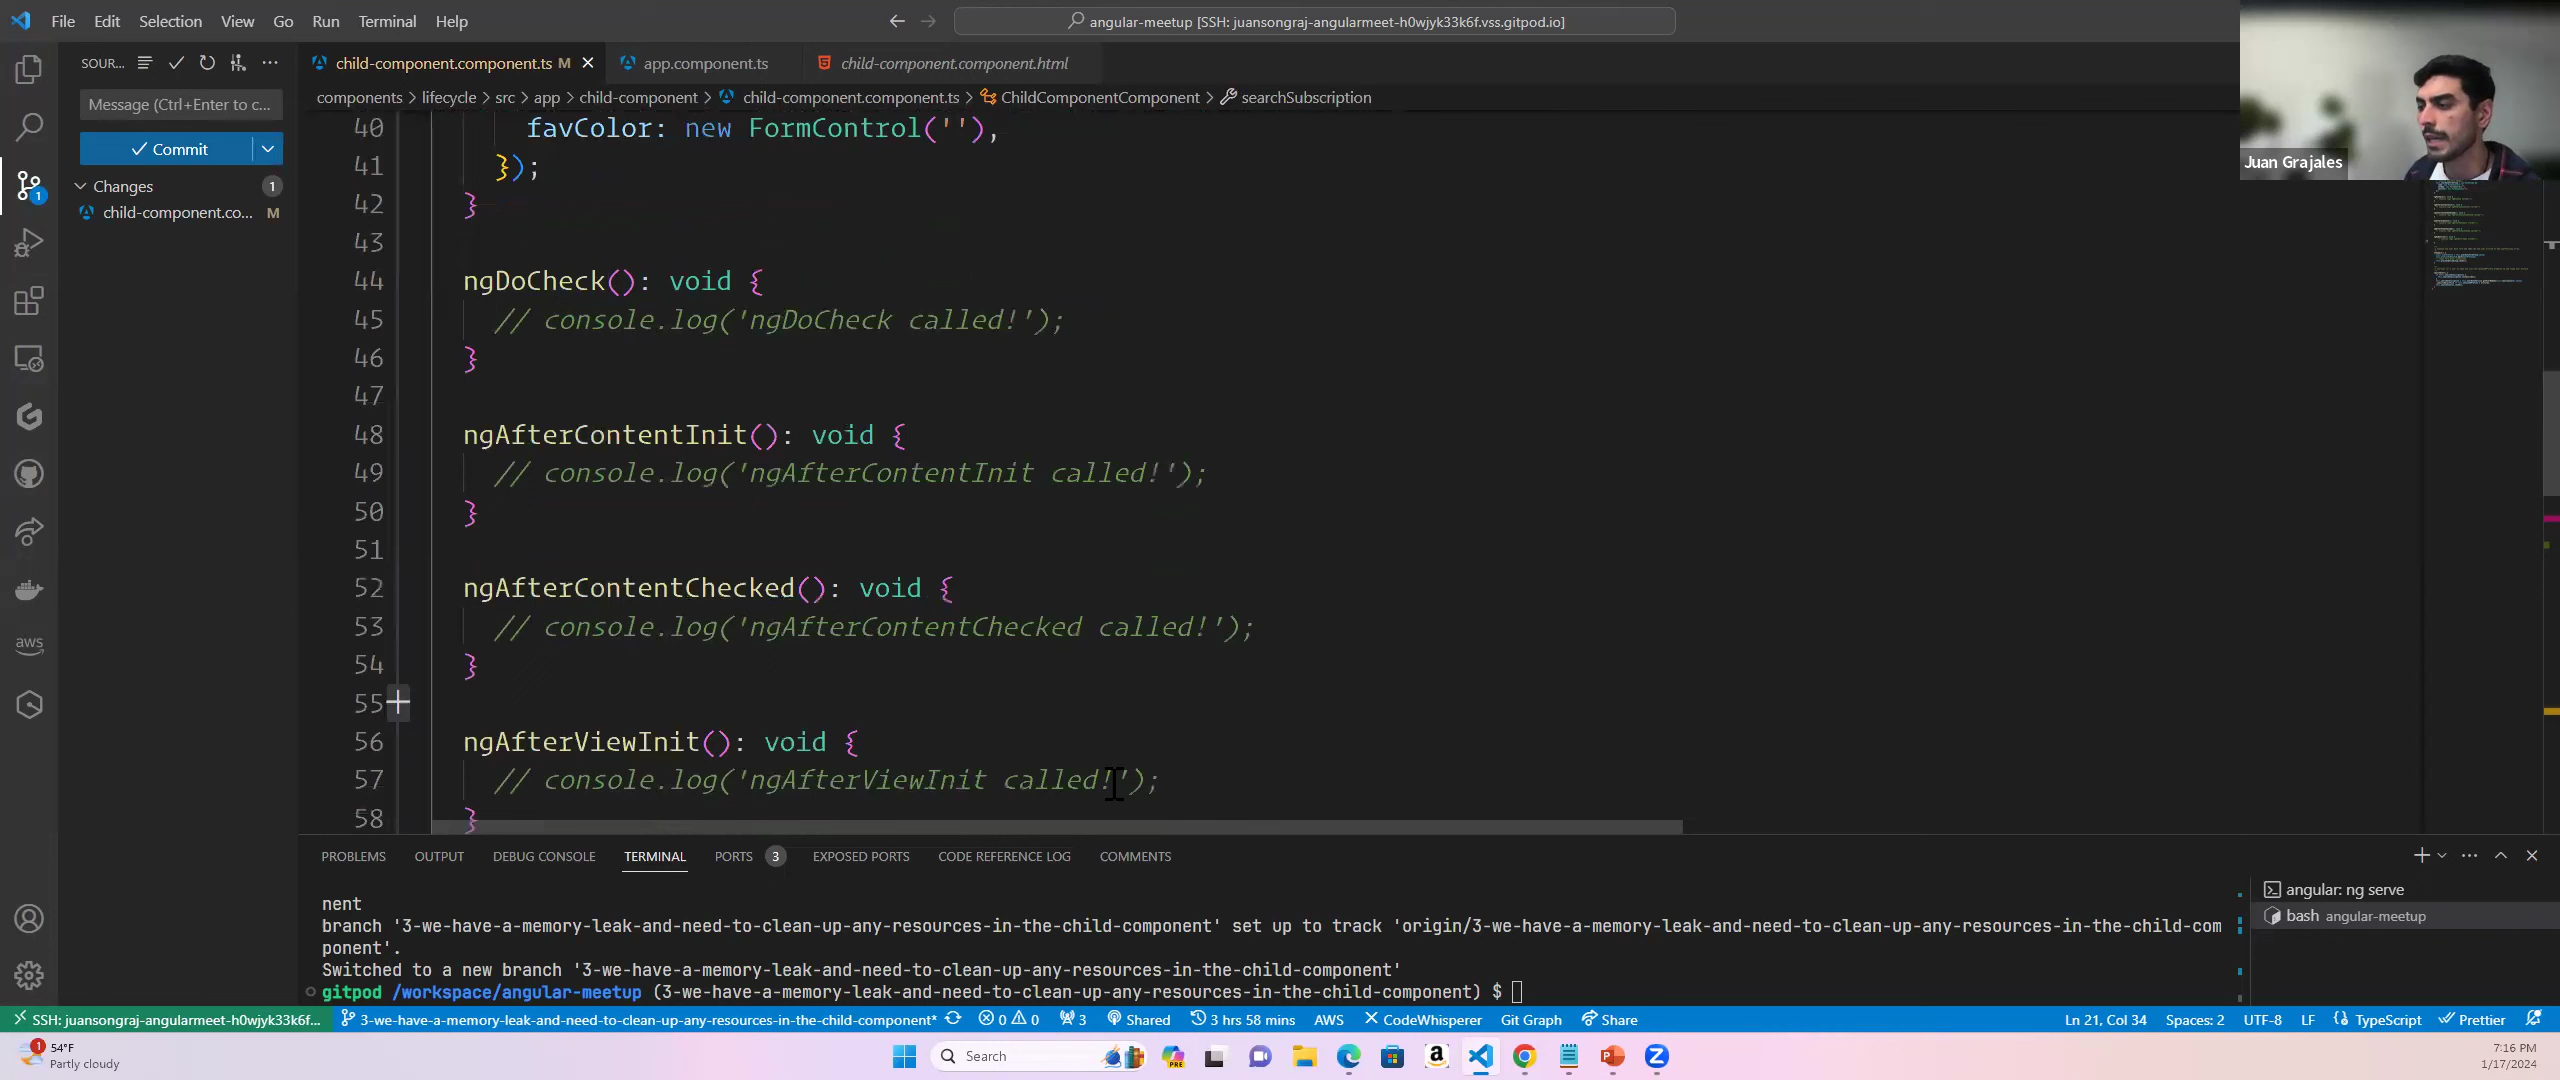 File Edit Selection View Go Run Terminal Help
angular-meetup [SSH: juansongraj-angularmeet-h0wjyk33k6f.vss.gitpod.io]
SOUR...
child-component.component.ts M
app.component.ts
child-component.component.html
components > lifecycle > src > app > child-component > child-component.component.ts > ChildComponentComponent > searchSubscription
Message (Ctrl+Enter to c...
Commit
Changes 1
child-component.co... M
1
aws
Juan Grajales
40 favColor: new FormControl(''),
41 });
42 }
43
44 ngDoCheck(): void {
45 // console.log('ngDoCheck called!');
46 }
47
48 ngAfterContentInit(): void {
49 // console.log('ngAfterContentInit called!');
50 }
51
52 ngAfterContentChecked(): void {
53 // console.log('ngAfterContentChecked called!');
54 }
55
56 ngAfterViewInit(): void {
57 // console.log('ngAfterViewInit called!');
58 }
PROBLEMS OUTPUT DEBUG CONSOLE TERMINAL PORTS 3 EXPOSED PORTS CODE REFERENCE LOG COMMENTS
nent
branch '3-we-have-a-memory-leak-and-need-to-clean-up-any-resources-in-the-child-component' set up to track 'origin/3-we-have-a-memory-leak-and-need-to-clean-up-any-resources-in-the-child-com
ponent'.
Switched to a new branch '3-we-have-a-memory-leak-and-need-to-clean-up-any-resources-in-the-child-component'
gitpod /workspace/angular-meetup (3-we-have-a-memory-leak-and-need-to-clean-up-any-resources-in-the-child-component) $
angular: ng serve
bash angular-meetup
SSH: juansongraj-angularmeet-h0wjyk33k6f... 3-we-have-a-memory-leak-and-need-to-clean-up-any-resources-in-the-child-component* 0 0 3 Shared 3 hrs 58 mins AWS CodeWhisperer Git Graph Share Ln 21, Col 34 Spaces: 2 UTF-8 LF TypeScript Prettier
1
54°F
Partly cloudy
Search
PRE
7:16 PM
1/17/2024